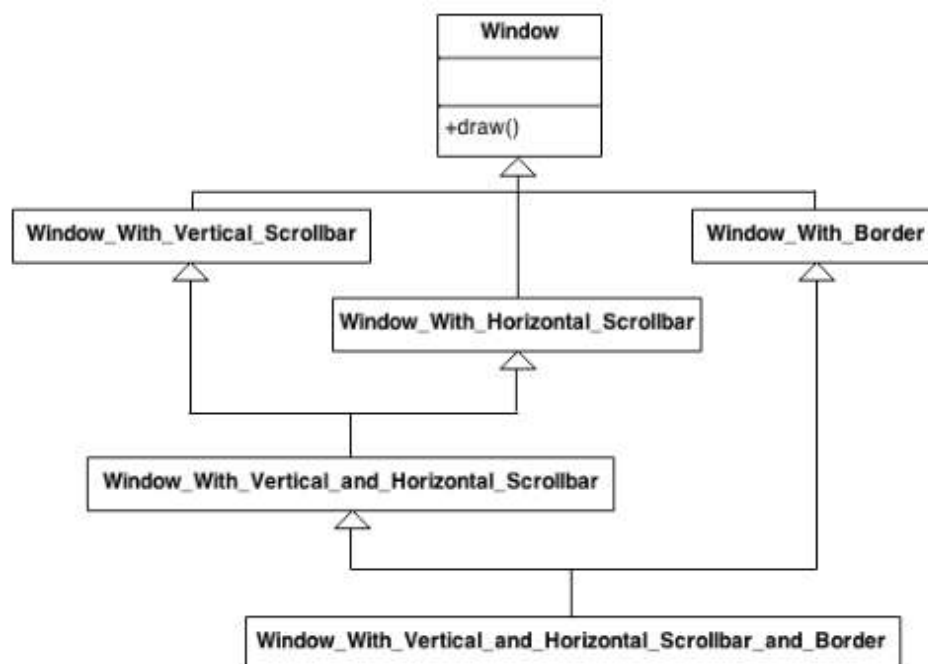 Window
+draw()
Window_With_Vertical_Scrollbar
Window_With_Border
Window_With_Horizontal_Scrollbar
Window_With_Vertical_and_Horizontal_Scrollbar
Window_With_Vertical_and_Horizontal_Scrollbar_and_Border